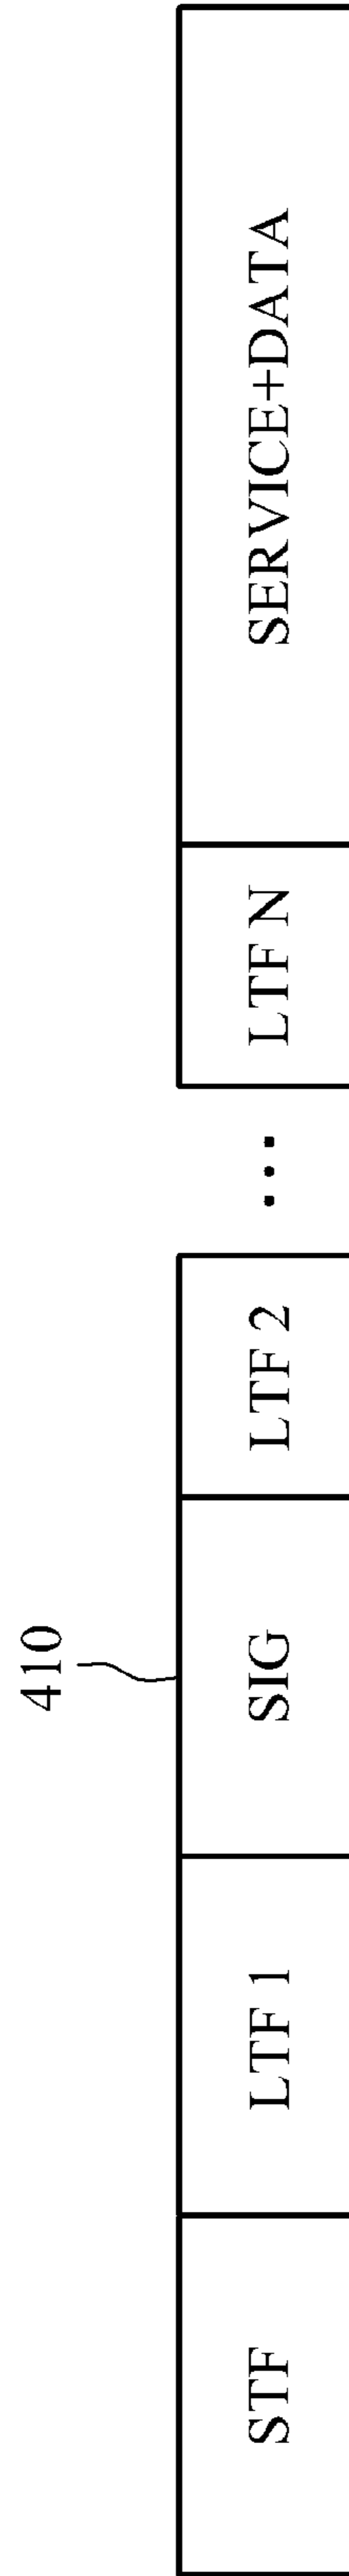 410
STF
LTF 1
SIG
LTF 2
...
LTF N
SERVICE+DATA